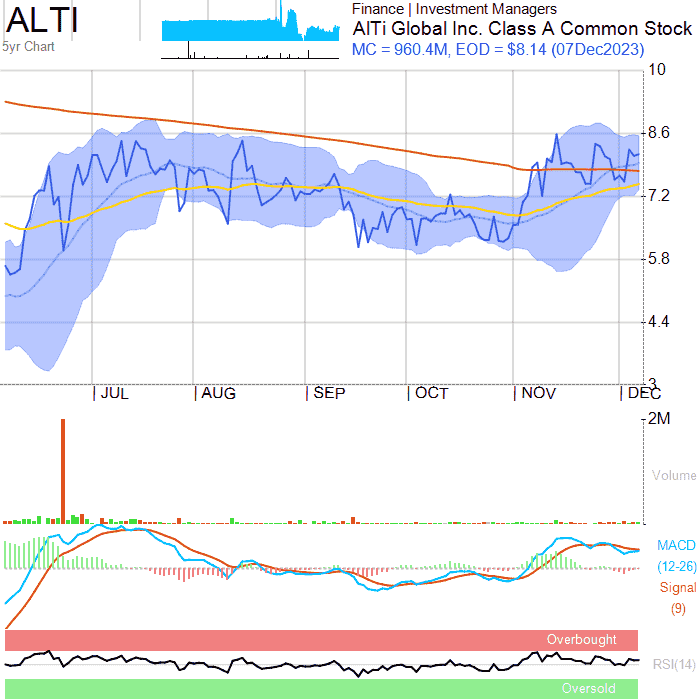 ALTI
5yr Chart
Finance | Investment Managers
AlTi Global Inc. Class A Common Stock
MC = 960.4M, EOD = $8.14 (07Dec2023)
10
8.6
7.2
5.8
4.4
3
JUL
AUG
SEP
OCT
NOV
DEC
2M
Volume
MACD
(12-26)
Signal
(9)
Overbought
RSI(14)
Oversold